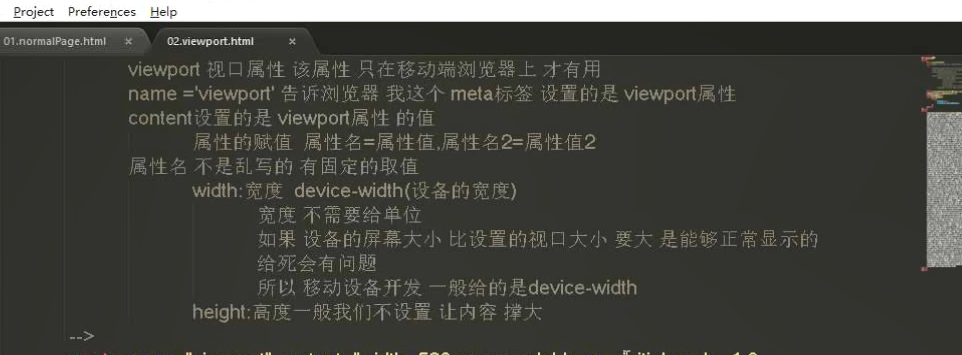 Project Preferences Help
01.normalPage.html × 02.viewport.html ×
viewport 视口属性 该属性 只在移动端浏览器上 才有用
name ='viewport' 告诉浏览器 我这个 meta标签 设置的是 viewport属性
content设置的是 viewport属性 的值
属性的赋值 属性名=属性值,属性名2=属性值2
属性名 不是乱写的 有固定的取值
width:宽度 device-width(设备的宽度)
宽度 不需要给单位
如果 设备的屏幕大小 比设置的视口大小 要大 是能够正常显示的
给死会有问题
所以 移动设备开发 一般给的是device-width
height:高度一般我们不设置 让内容 撑大
-->